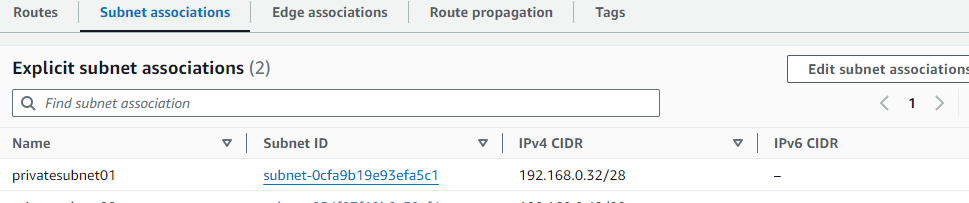 Routes Subnet associations Edge associations Route propagation Tags
Explicit subnet associations (2)
Edit subnet associations
Find subnet association
1
Name Subnet ID IPv4 CIDR IPv6 CIDR
privatesubnet01 subnet-0cfa9b19e93efa5c1 192.168.0.32/28 –